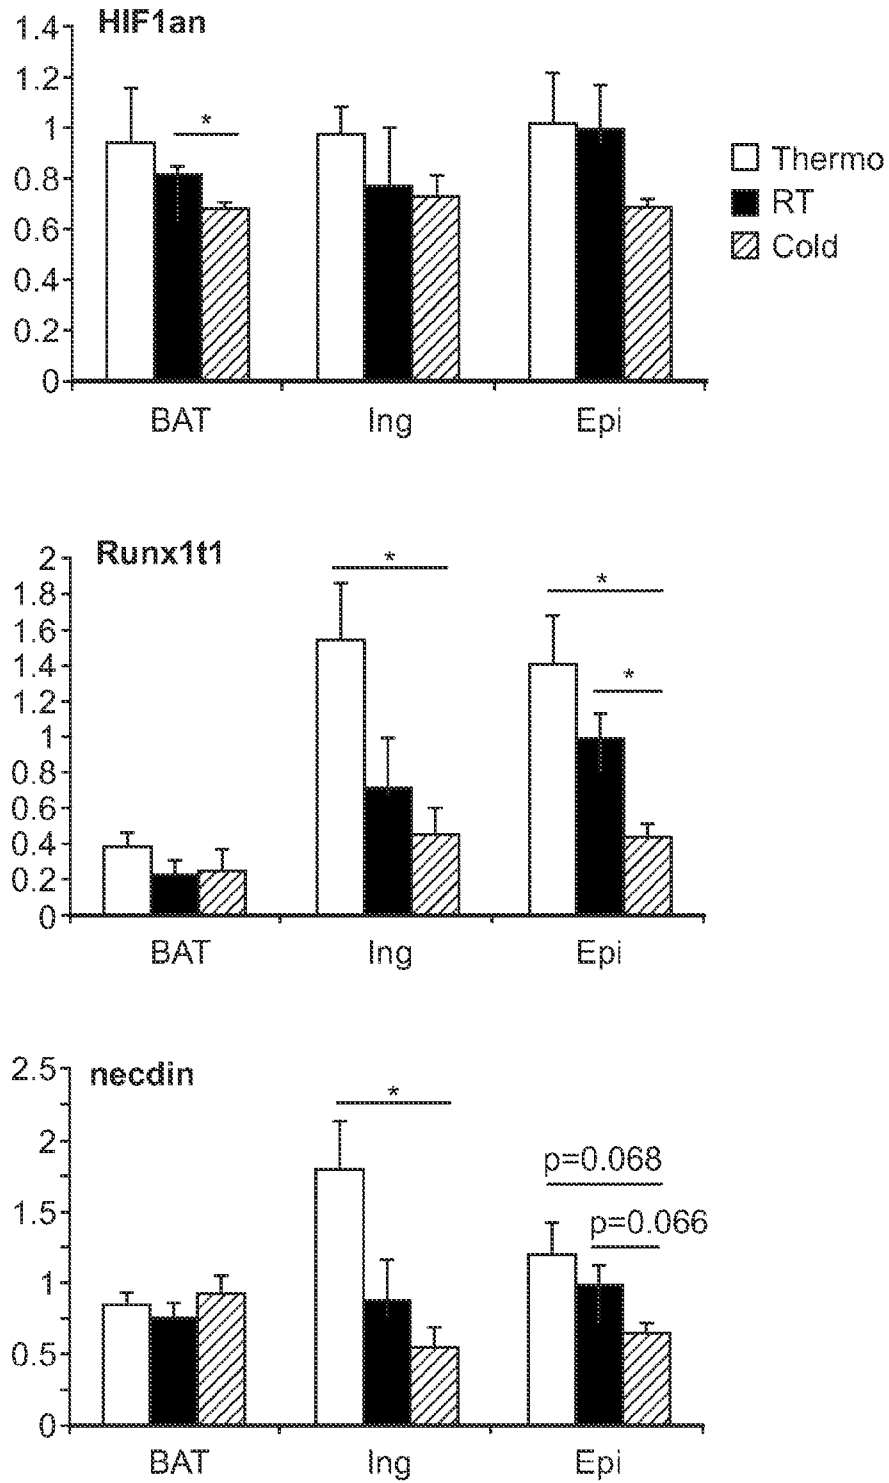 HIF1an
1.4
1.2
1
0.8
0.6
0.4
0.2
0
*
BAT
Ing
Epi
Thermo
RT
Cold
Runx1t1
2
1.8
1.6
1.4
1.2
1
0.8
0.6
0.4
0.2
0
*
*
*
BAT
Ing
Epi
necdin
2.5
2
1.5
1
0.5
0
*
p=0.068
p=0.066
BAT
Ing
Epi